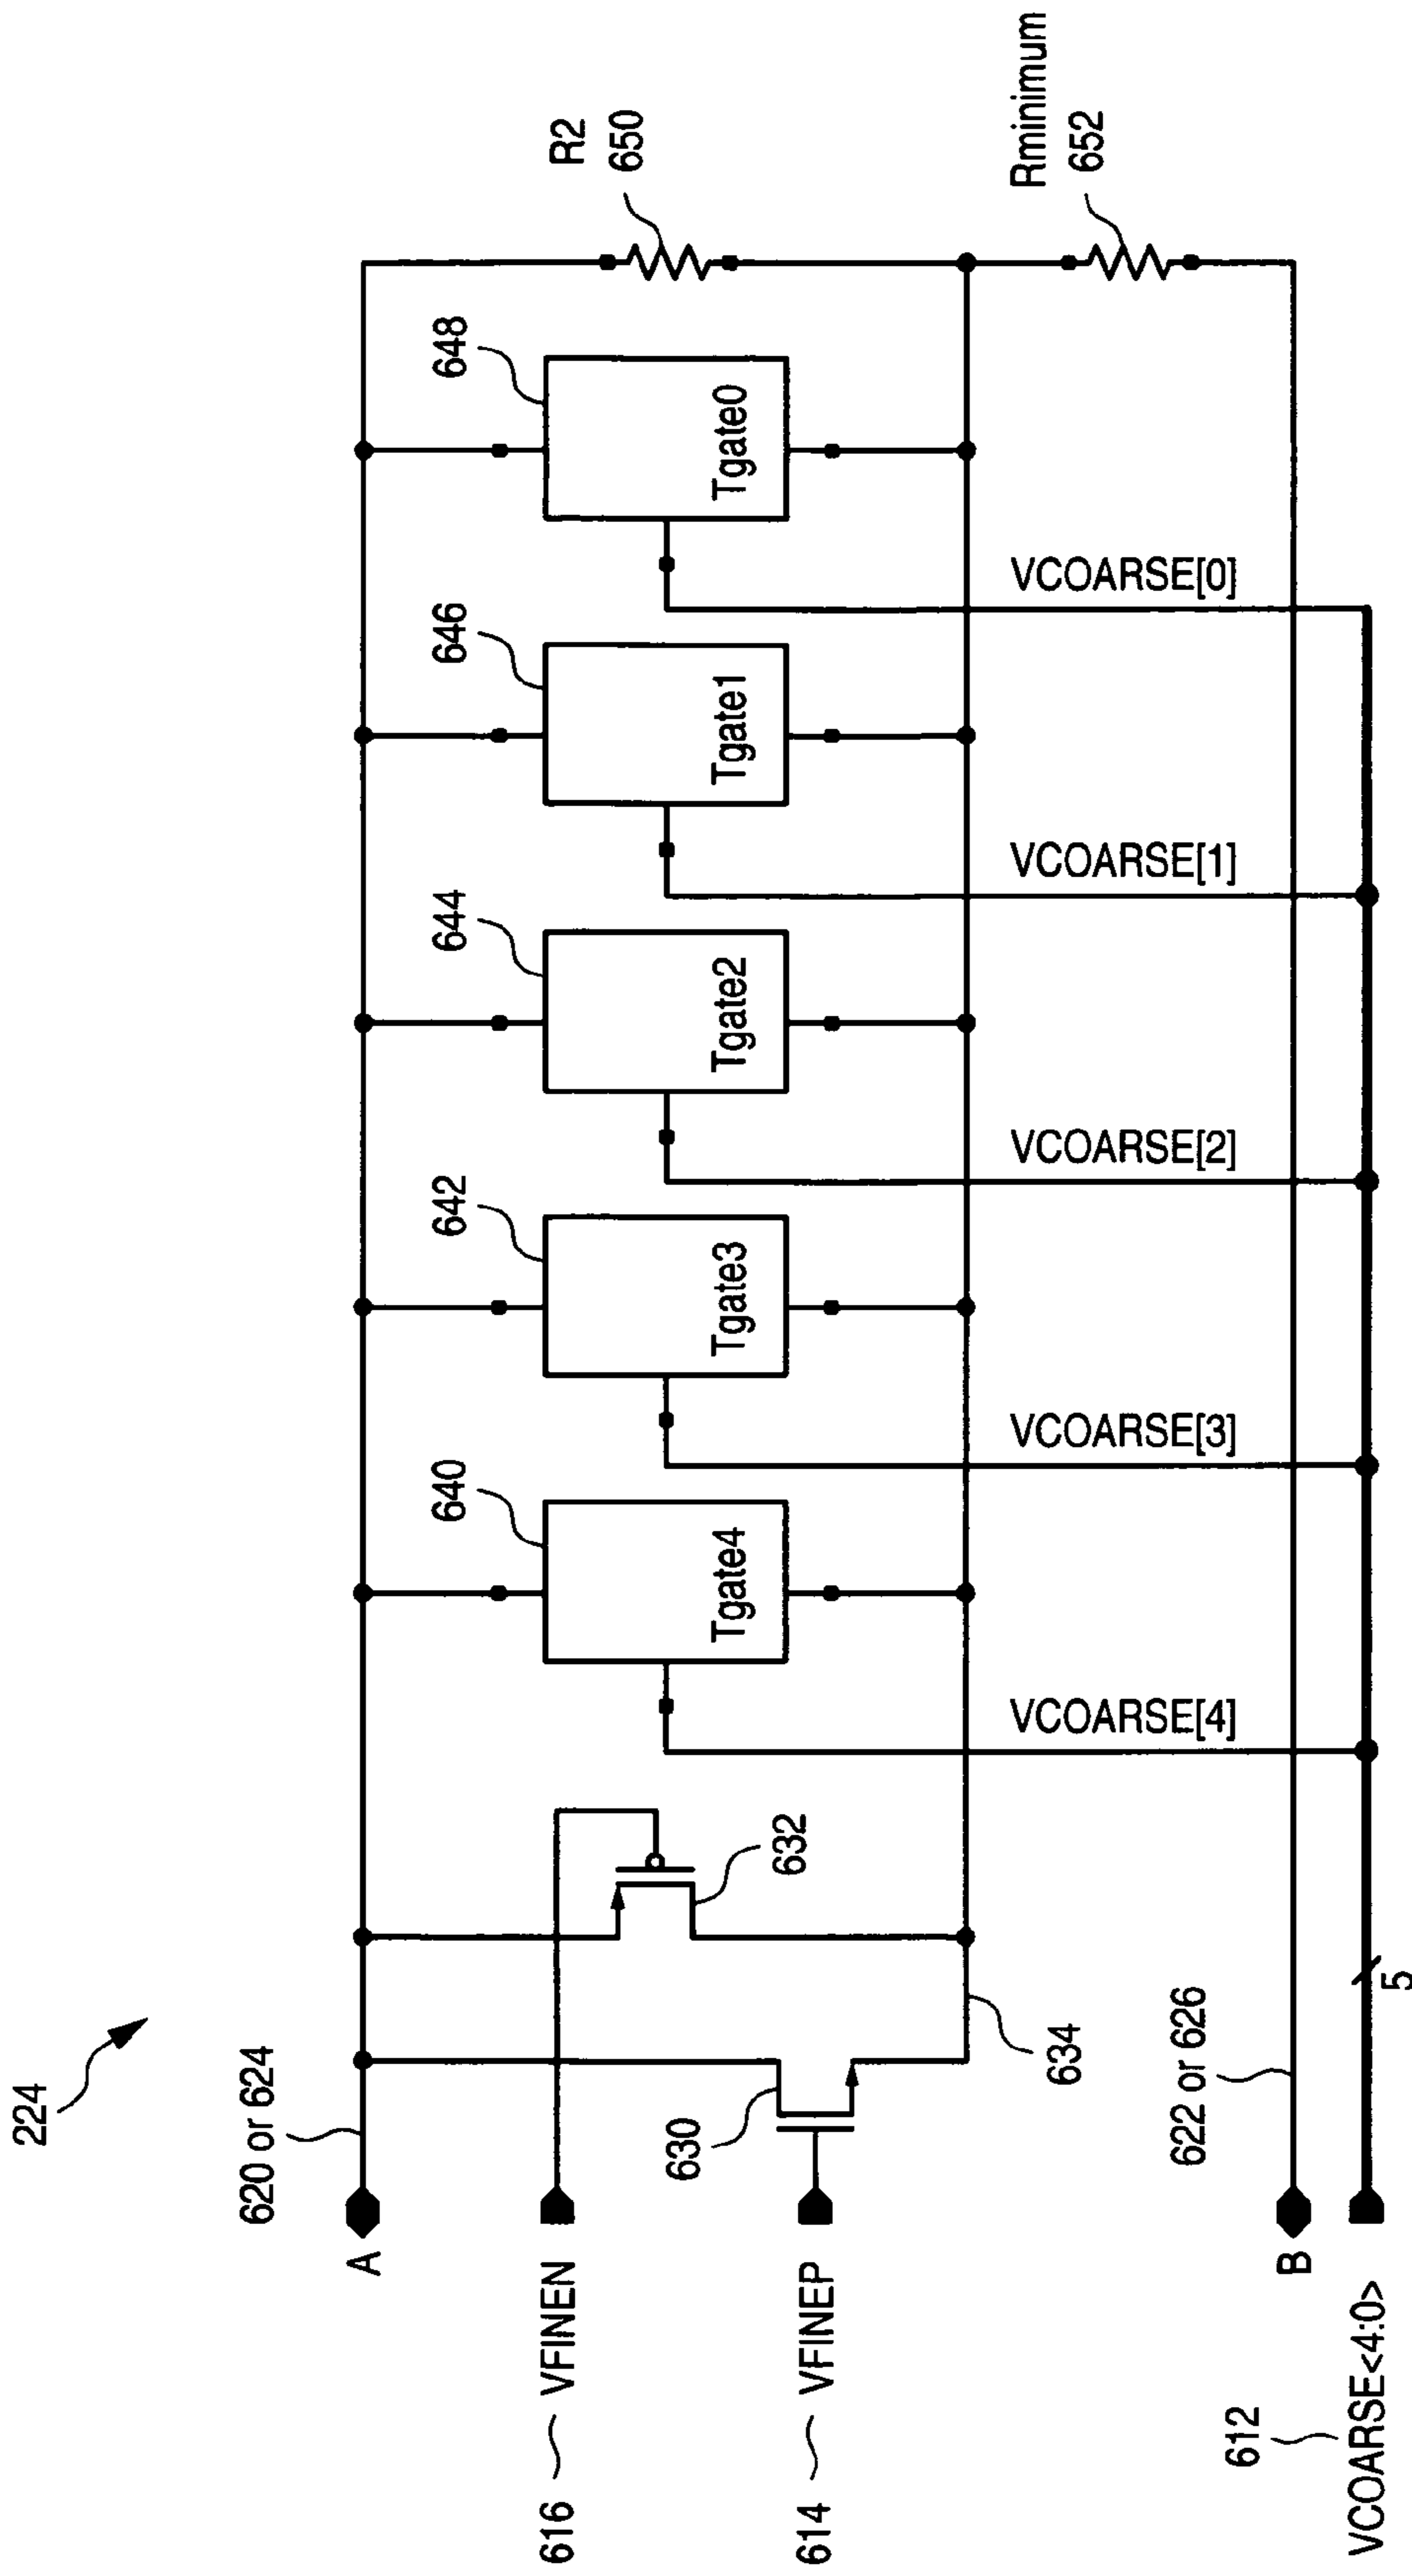 224
620 or 624
A
616
VFINEN
614
VFINEP
630
632
634
640
Tgate4
642
Tgate3
644
Tgate2
646
Tgate1
648
Tgate0
R2
650
Rminimum
652
VCOARSE[4]
VCOARSE[3]
VCOARSE[2]
VCOARSE[1]
VCOARSE[0]
622 or 626
B
612
VCOARSE<4:0>
5